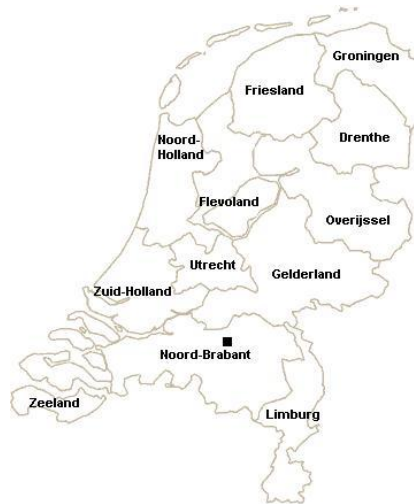 Groningen
Friesland
Drenthe
Noord-
Holland
Flevoland
Overijssel
Utrecht
Gelderland
Zuid-Holland
Noord-Brabant
Zeeland
Limburg